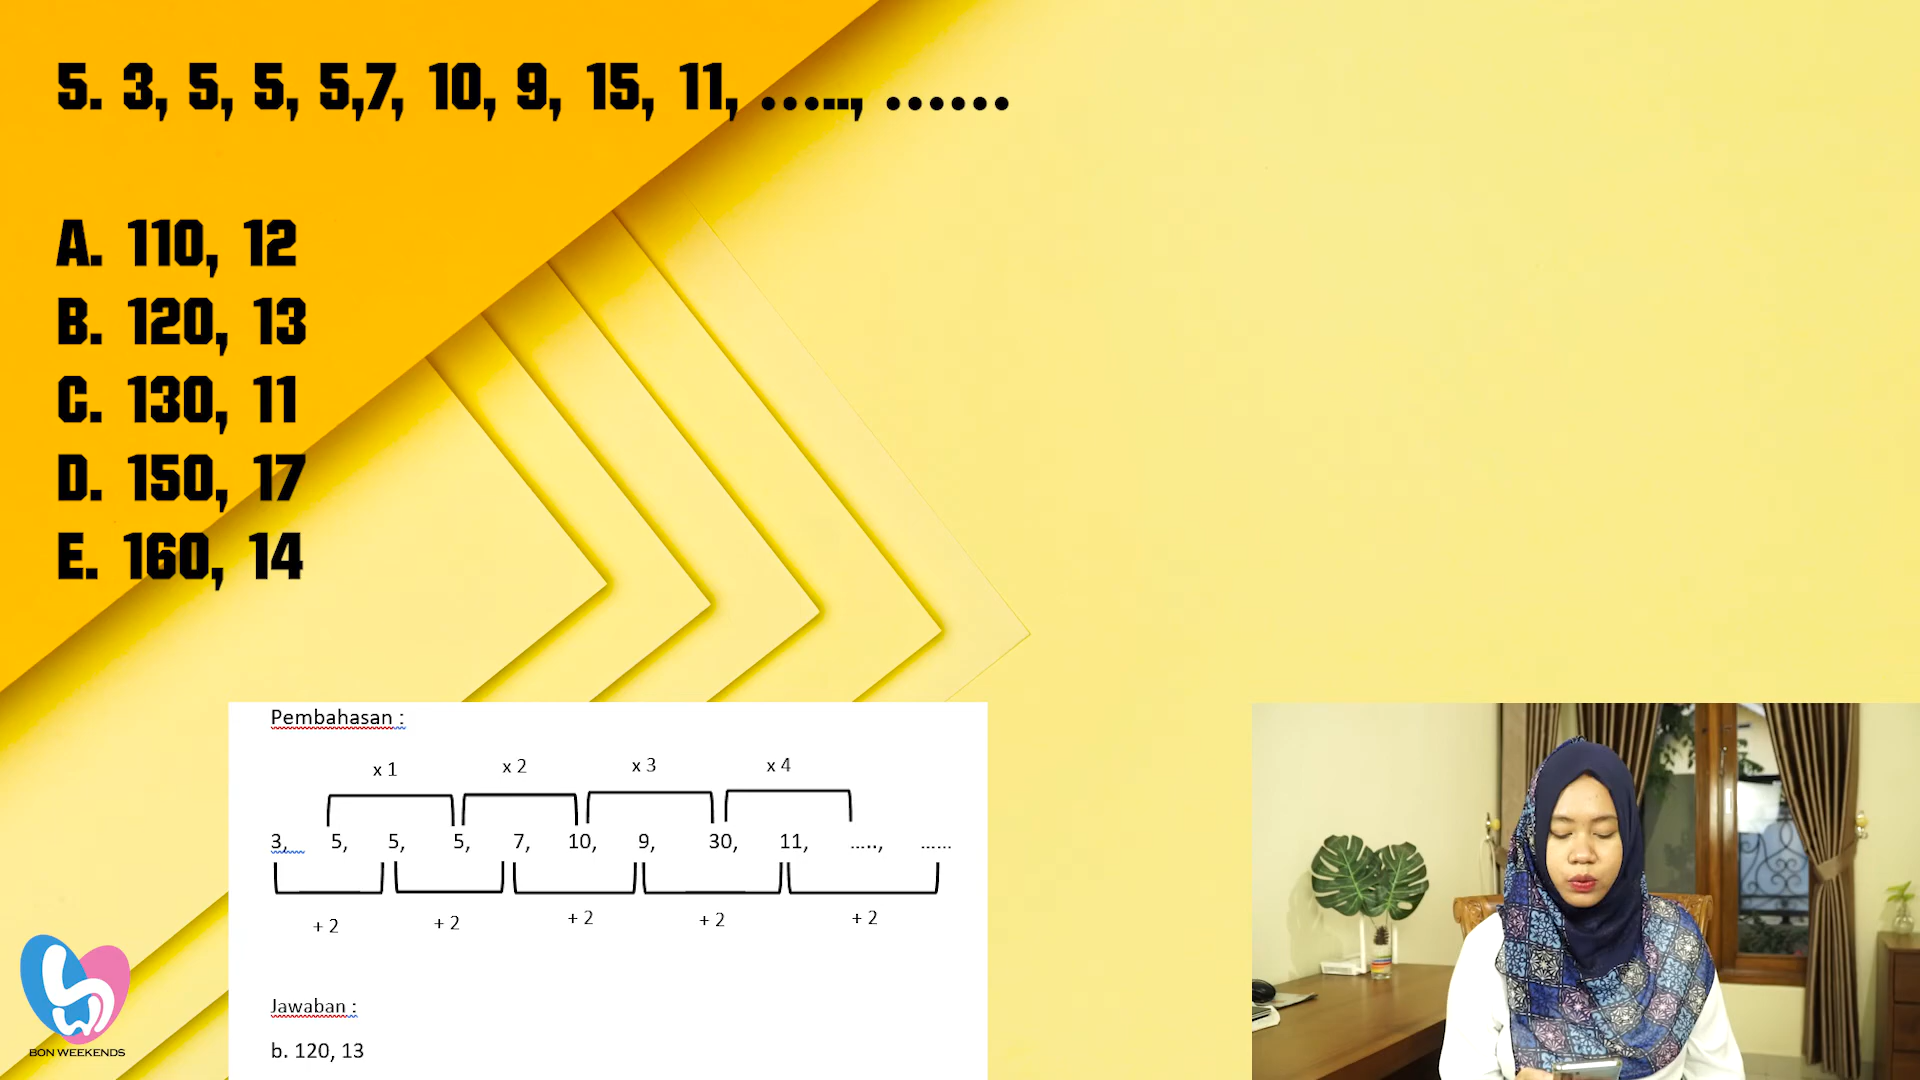 5. 3, 5, 5, 5,7, 10, 9, 15, 11, ......, ......
A. 110, 12
B. 120, 13
C. 130, 11
D. 150, 17
E. 160, 14
Pembahasan :
x 1 x 2 x 3 x 4
3, 5, 5, 5, 7, 10, 9, 30, 11, ....., ......
+ 2 + 2 + 2 + 2 + 2
Jawaban :
b. 120, 13
BON WEEKENDS